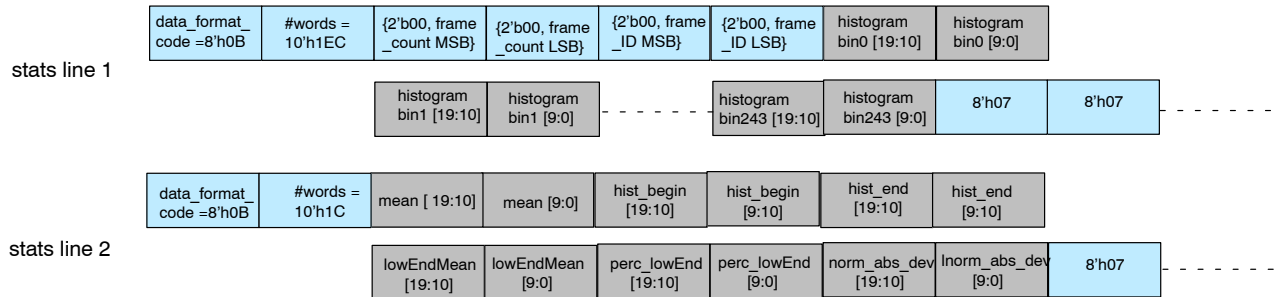 data_format_
code =8'h0B
#words =
10'h1EC
{2'b00, frame
_count MSB}
{2'b00, frame
_count LSB}
{2'b00, frame
_ID MSB}
{2'b00, frame
_ID LSB}
histogram
bin0 [19:10]
histogram
bin0 [9:0]
stats line 1
histogram
bin1 [19:10]
histogram
bin1 [9:0]
histogram
bin243 [19:10]
histogram
bin243 [9:0]
8'h07
8'h07
data_format_
code =8'h0B
#words =
10'h1C
mean [ 19:10]
mean [9:0]
hist_begin
[19:10]
hist_begin
[9:10]
hist_end
[19:10]
hist_end
[9:10]
stats line 2
lowEndMean
[19:10]
lowEndMean
[9:0]
perc_lowEnd
[19:10]
perc_lowEnd
[9:0]
norm_abs_dev
[19:10]
lnorm_abs_dev
[9:0]
8'h07